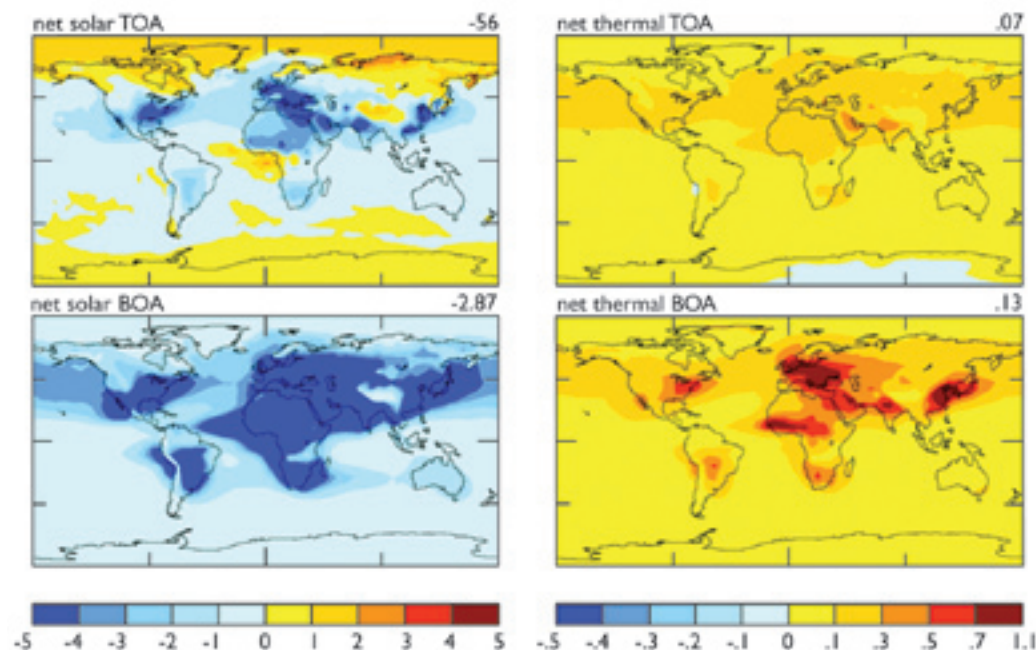 net solar TOA -56
net thermal TOA .07
net solar BOA -2.87
net thermal BOA .13
-5 -4 -3 -2 -1 0 1 2 3 4 5
-.5 -.4 -.3 -.2 -.1 0 .1 .3 .5 .7 1.1